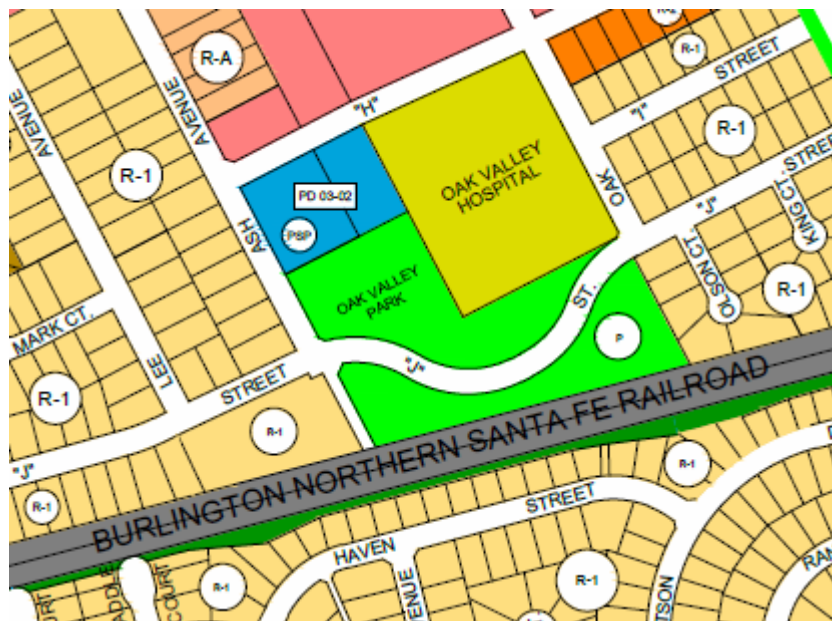 R-2
R-A
R-1
STREET
"H"
"I"
AVENUE
AVENUE
R-1
R-1
STREET
OAK VALLEY
HOSPITAL
PD 03-02
OAK
"J"
KING CT.
ASH
PSP
OLSON CT.
OAK VALLEY
PARK
ST.
R-1
MARK CT.
P
LEE
"J"
STREET
R-1
R-1
BURLINGTON NORTHERN SANTA FE RAILROAD
"J"
R-1
R-1
STREET
HAVEN
R-1
R-1
COURT